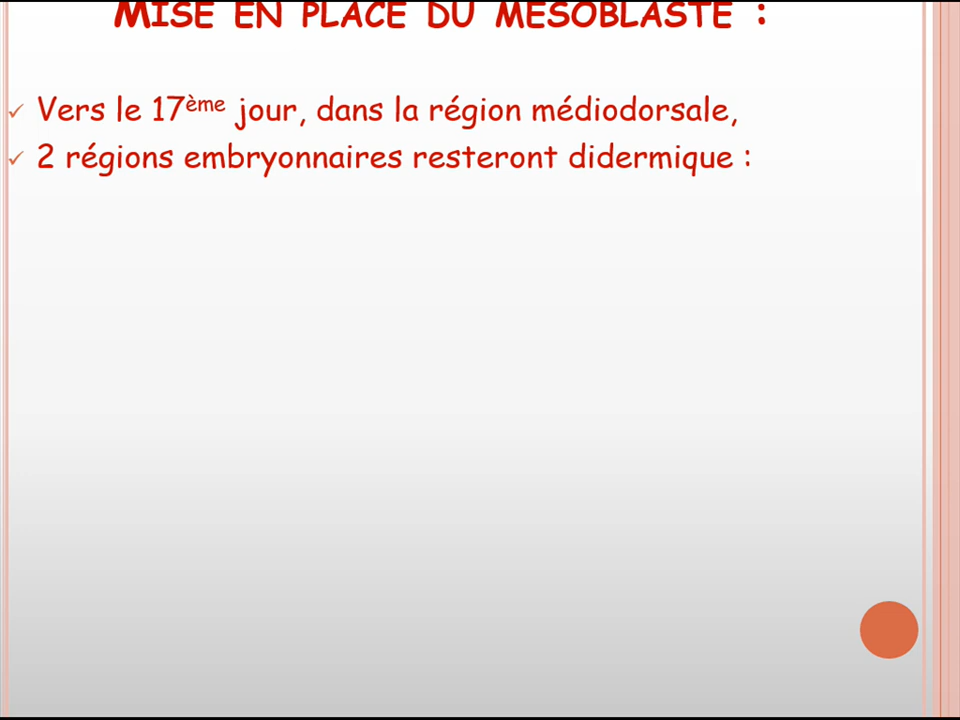 MISE EN PLACE DU MESOBLASTE :
Vers le 17ème jour, dans la région médiodorsale,
2 régions embryonnaires resteront didermique :